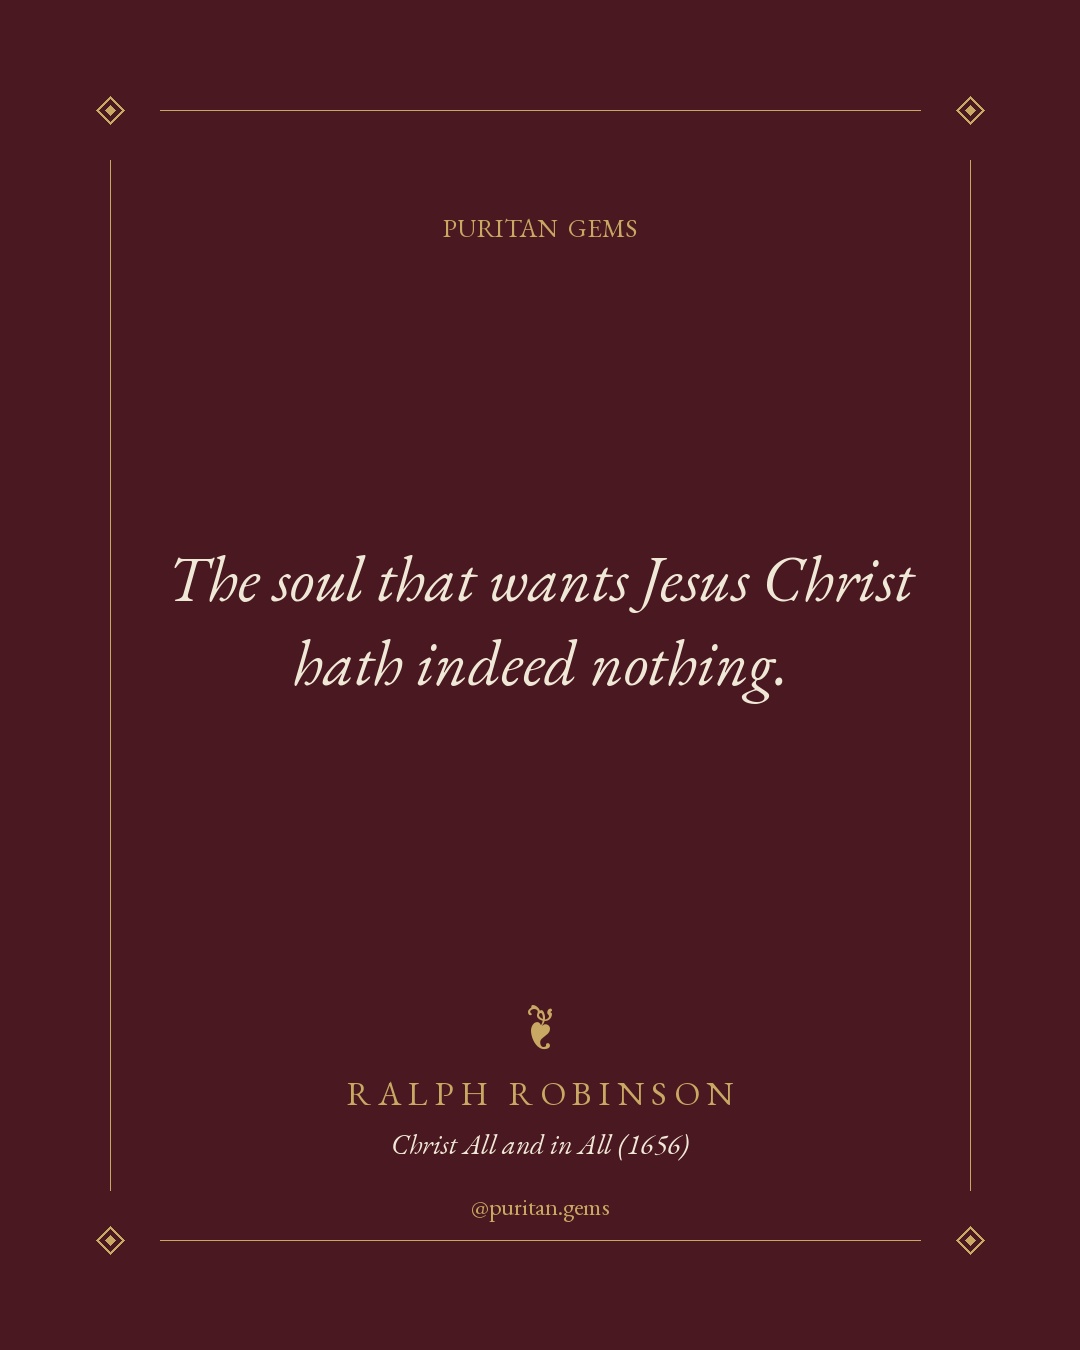 PURITAN GEMS
The soul that wants Jesus Christ
hath indeed nothing.
RALPH ROBINSON
Christ All and in All (1656)
@puritan.gems